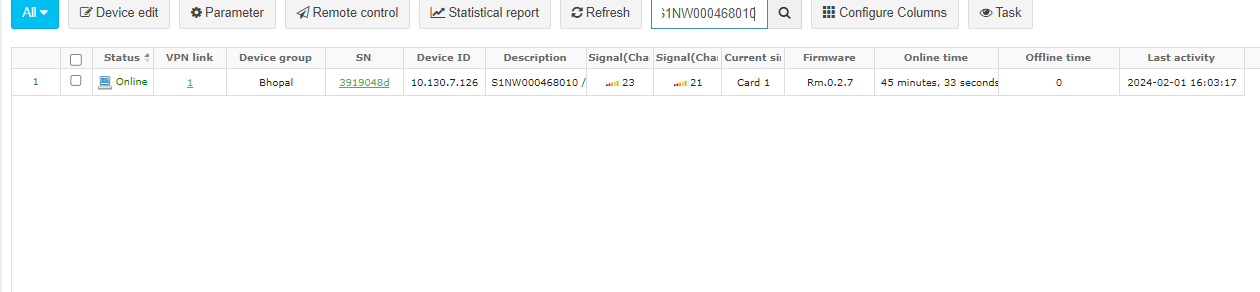 All Device edit Parameter Remote control Statistical report Refresh S1NW000468010 Configure Columns Task
Status VPN link Device group SN Device ID Description Signal(Cha Signal(Cha Current si Firmware Online time Offline time Last activity
1 Online 1 Bhopal 3919048d 10.130.7.126 S1NW000468010 / 23 21 Card 1 Rm.0.2.7 45 minutes, 33 seconds 0 2024-02-01 16:03:17